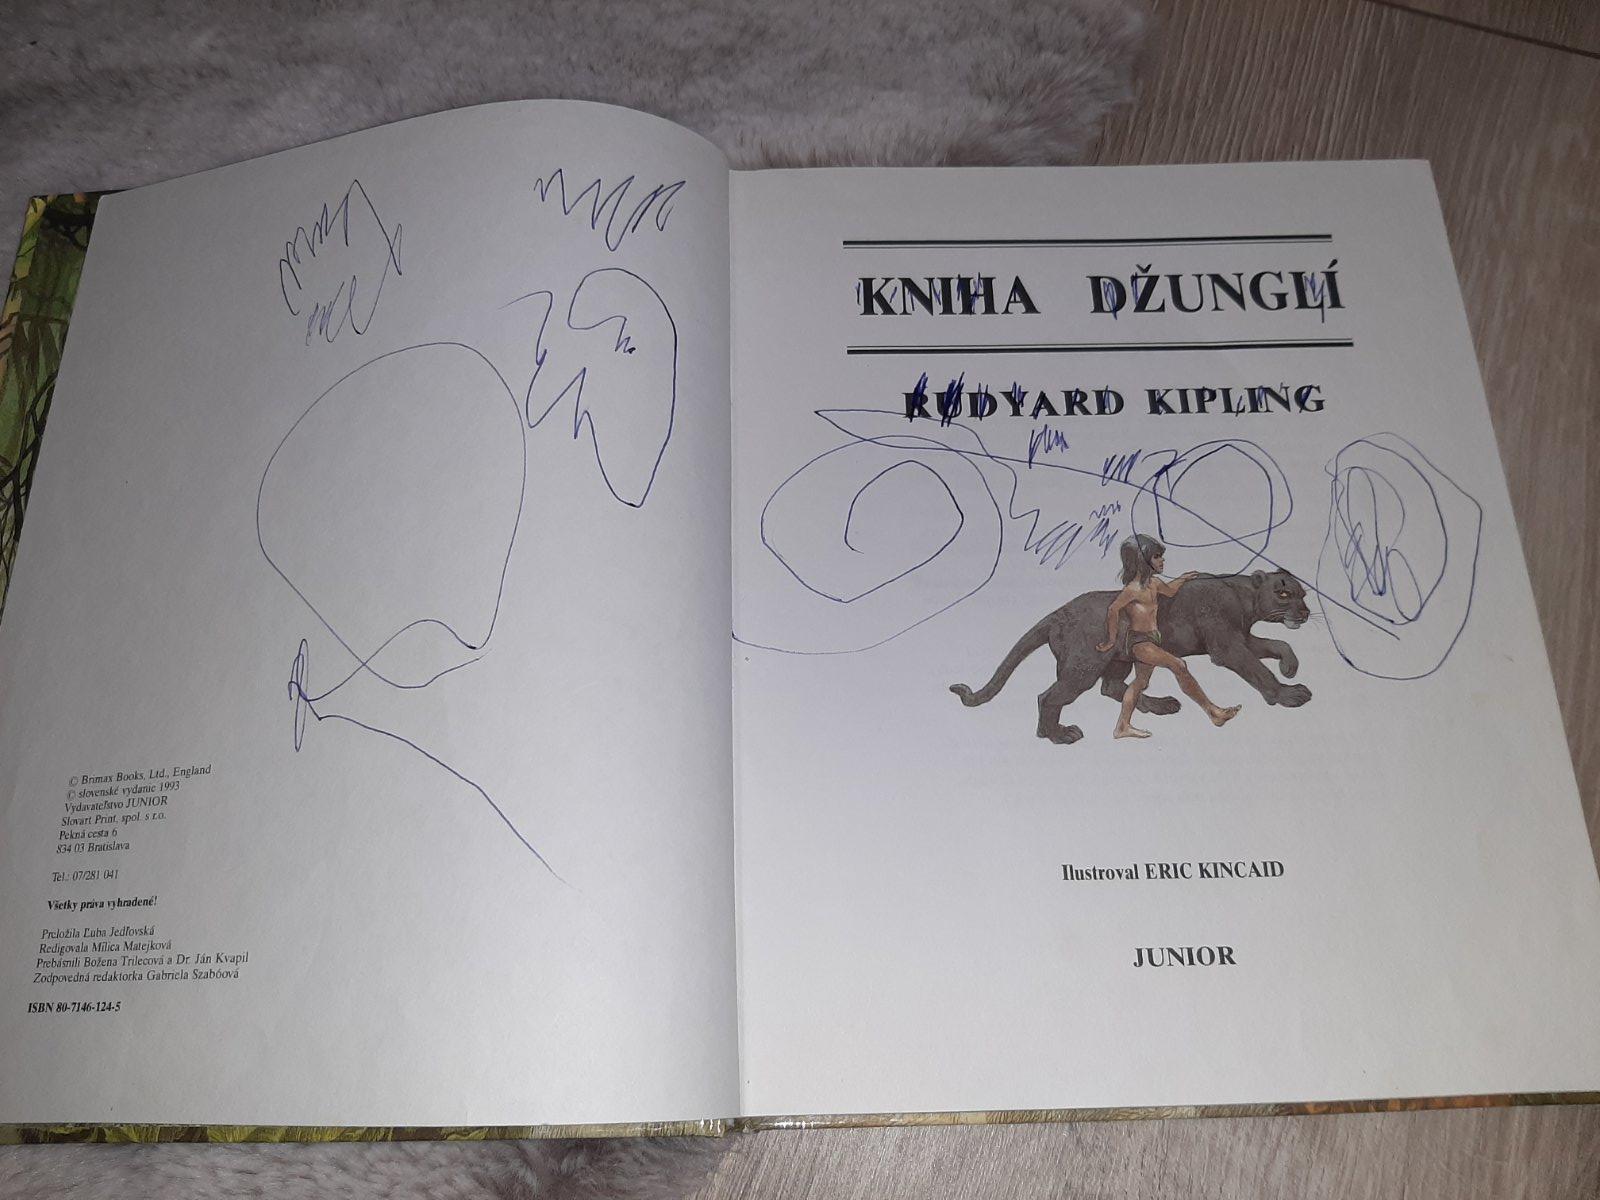 © Brimax Books, Ltd., England
© slovenské vydanie 1993
Vydavateľstvo JUNIOR
Slovart Print, spol. s r.o.
Pekná cesta 6
834 03 Bratislava
Tel.: 07/281 041
Všetky práva vyhradené!
Preložila Ľuba Jedľovská
Redigovala Milica Matejková
Prebásnili Božena Trilecová a Dr. Ján Kvapil
Zodpovedná redaktorka Gabriela Szabóová
ISBN 80-7146-124-5
KNIHA DŽUNGLÍ
RUDYARD KIPLING
Ilustroval ERIC KINCAID
JUNIOR